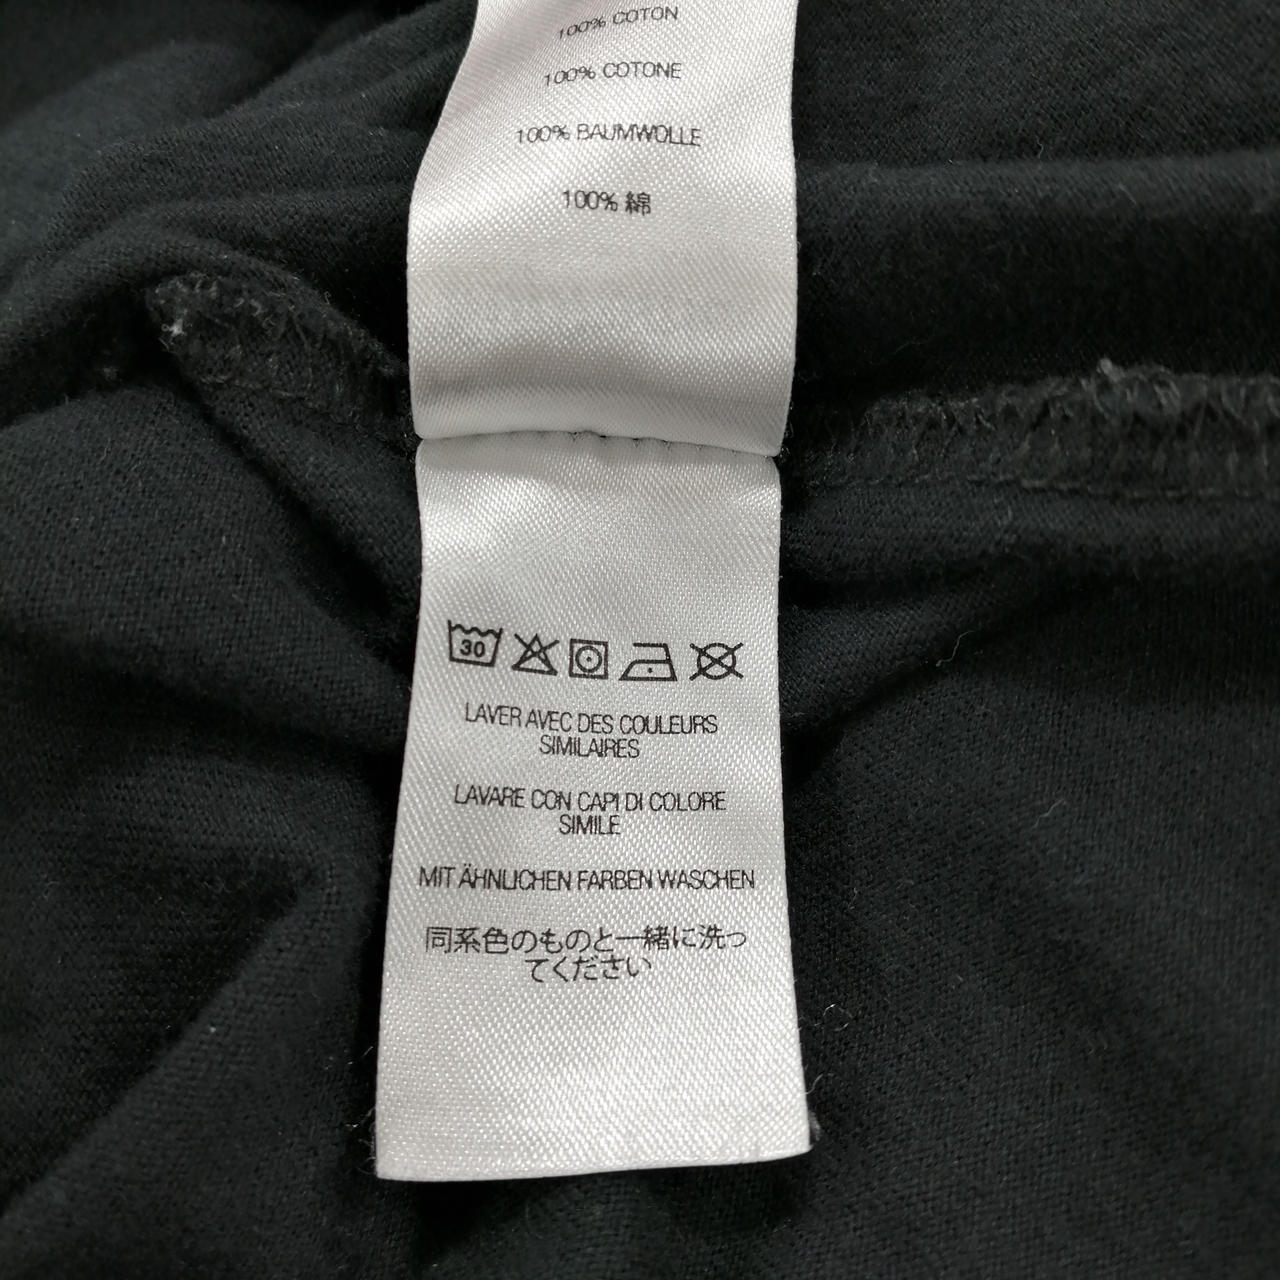 100% COTON
100% COTONE
100% BAUMWOLLE
100% 綿
30
LAVER AVEC DES COULEURS
SIMILAIRES
LAVARE CON CAPI DI COLORE
SIMILE
MIT ÄHNLICHEN FARBEN WASCHEN
同系色のものと一緒に洗っ
てください